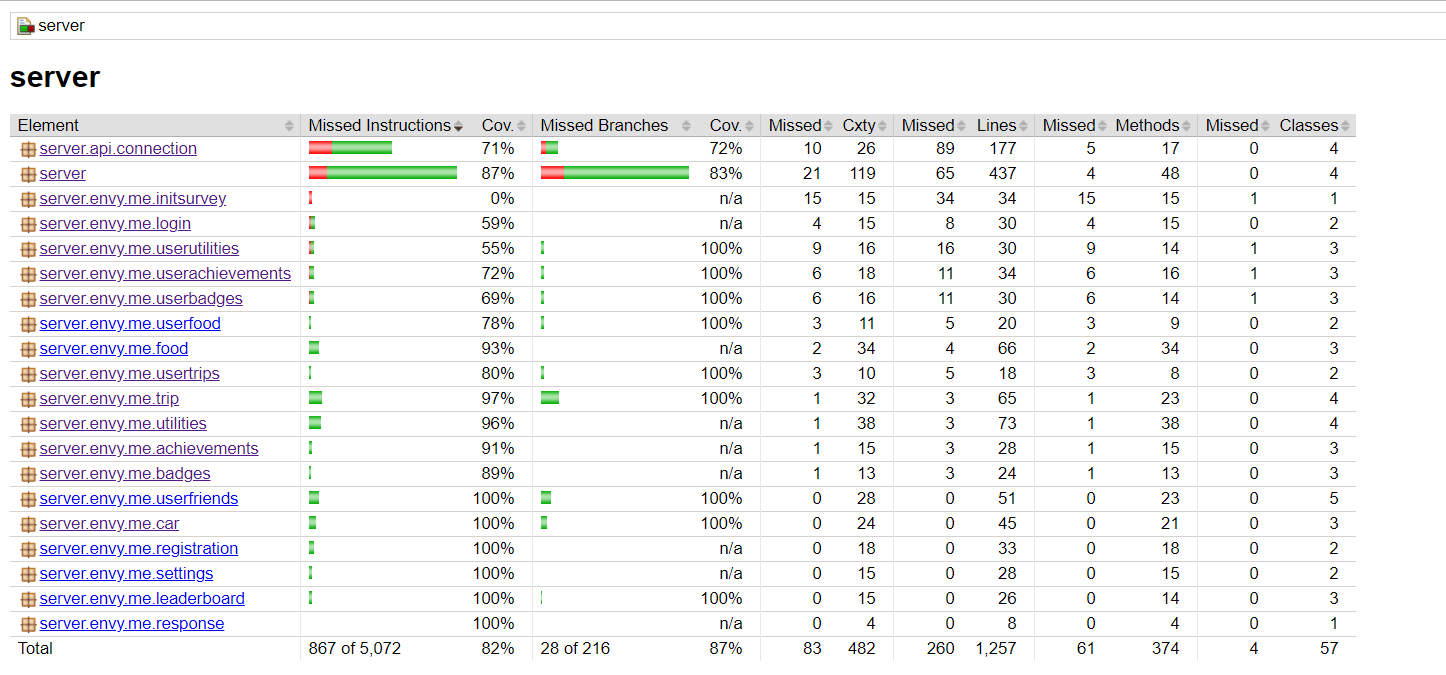 server
server
Element Missed Instructions Cov. Missed Branches Cov. Missed Cxty Missed Lines Missed Methods Missed Classes
server.api.connection 71% 72% 10 26 89 177 5 17 0 4
server 87% 83% 21 119 65 437 4 48 0 4
server.envy.me.initsurvey 0% n/a 15 15 34 34 15 15 1 1
server.envy.me.login 59% n/a 4 15 8 30 4 15 0 2
server.envy.me.userutilities 55% 100% 9 16 16 30 9 14 1 3
server.envy.me.userachievements 72% 100% 6 18 11 34 6 16 1 3
server.envy.me.userbadges 69% 100% 6 16 11 30 6 14 1 3
server.envy.me.userfood 78% 100% 3 11 5 20 3 9 0 2
server.envy.me.food 93% n/a 2 34 4 66 2 34 0 3
server.envy.me.usertrips 80% 100% 3 10 5 18 3 8 0 2
server.envy.me.trip 97% 100% 1 32 3 65 1 23 0 4
server.envy.me.utilities 96% n/a 1 38 3 73 1 38 0 4
server.envy.me.achievements 91% n/a 1 15 3 28 1 15 0 3
server.envy.me.badges 89% n/a 1 13 3 24 1 13 0 3
server.envy.me.userfriends 100% 100% 0 28 0 51 0 23 0 5
server.envy.me.car 100% 100% 0 24 0 45 0 21 0 3
server.envy.me.registration 100% n/a 0 18 0 33 0 18 0 2
server.envy.me.settings 100% n/a 0 15 0 28 0 15 0 2
server.envy.me.leaderboard 100% 100% 0 15 0 26 0 14 0 3
server.envy.me.response 100% n/a 0 4 0 8 0 4 0 1
Total 867 of 5,072 82% 28 of 216 87% 83 482 260 1,257 61 374 4 57